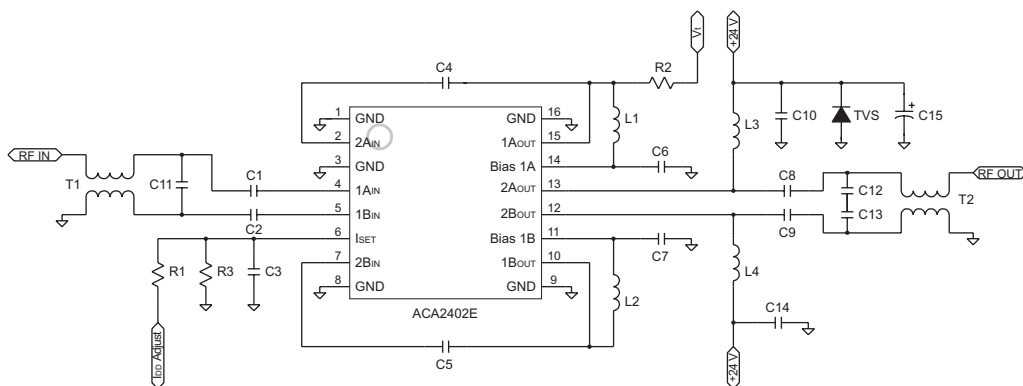 V1
+24 V
C4
R2
L1
L3
C10
TVS
+
C15
1 GND
GND 16
2 2AIN
1AOUT 15
3 GND
Bias 1A 14
C6
4 1AIN
2AOUT 13
5 1BIN
2BOUT 12
6 ISET
Bias 1B 11
7 2BIN
1BOUT 10
8 GND
GND 9
RF IN
T1
C11
C1
C2
C8
C12
C13
C9
RF OUT
T2
R1
R3
C3
C7
L2
L4
ACA2402E
C14
C5
IDD Adjust
+24 V